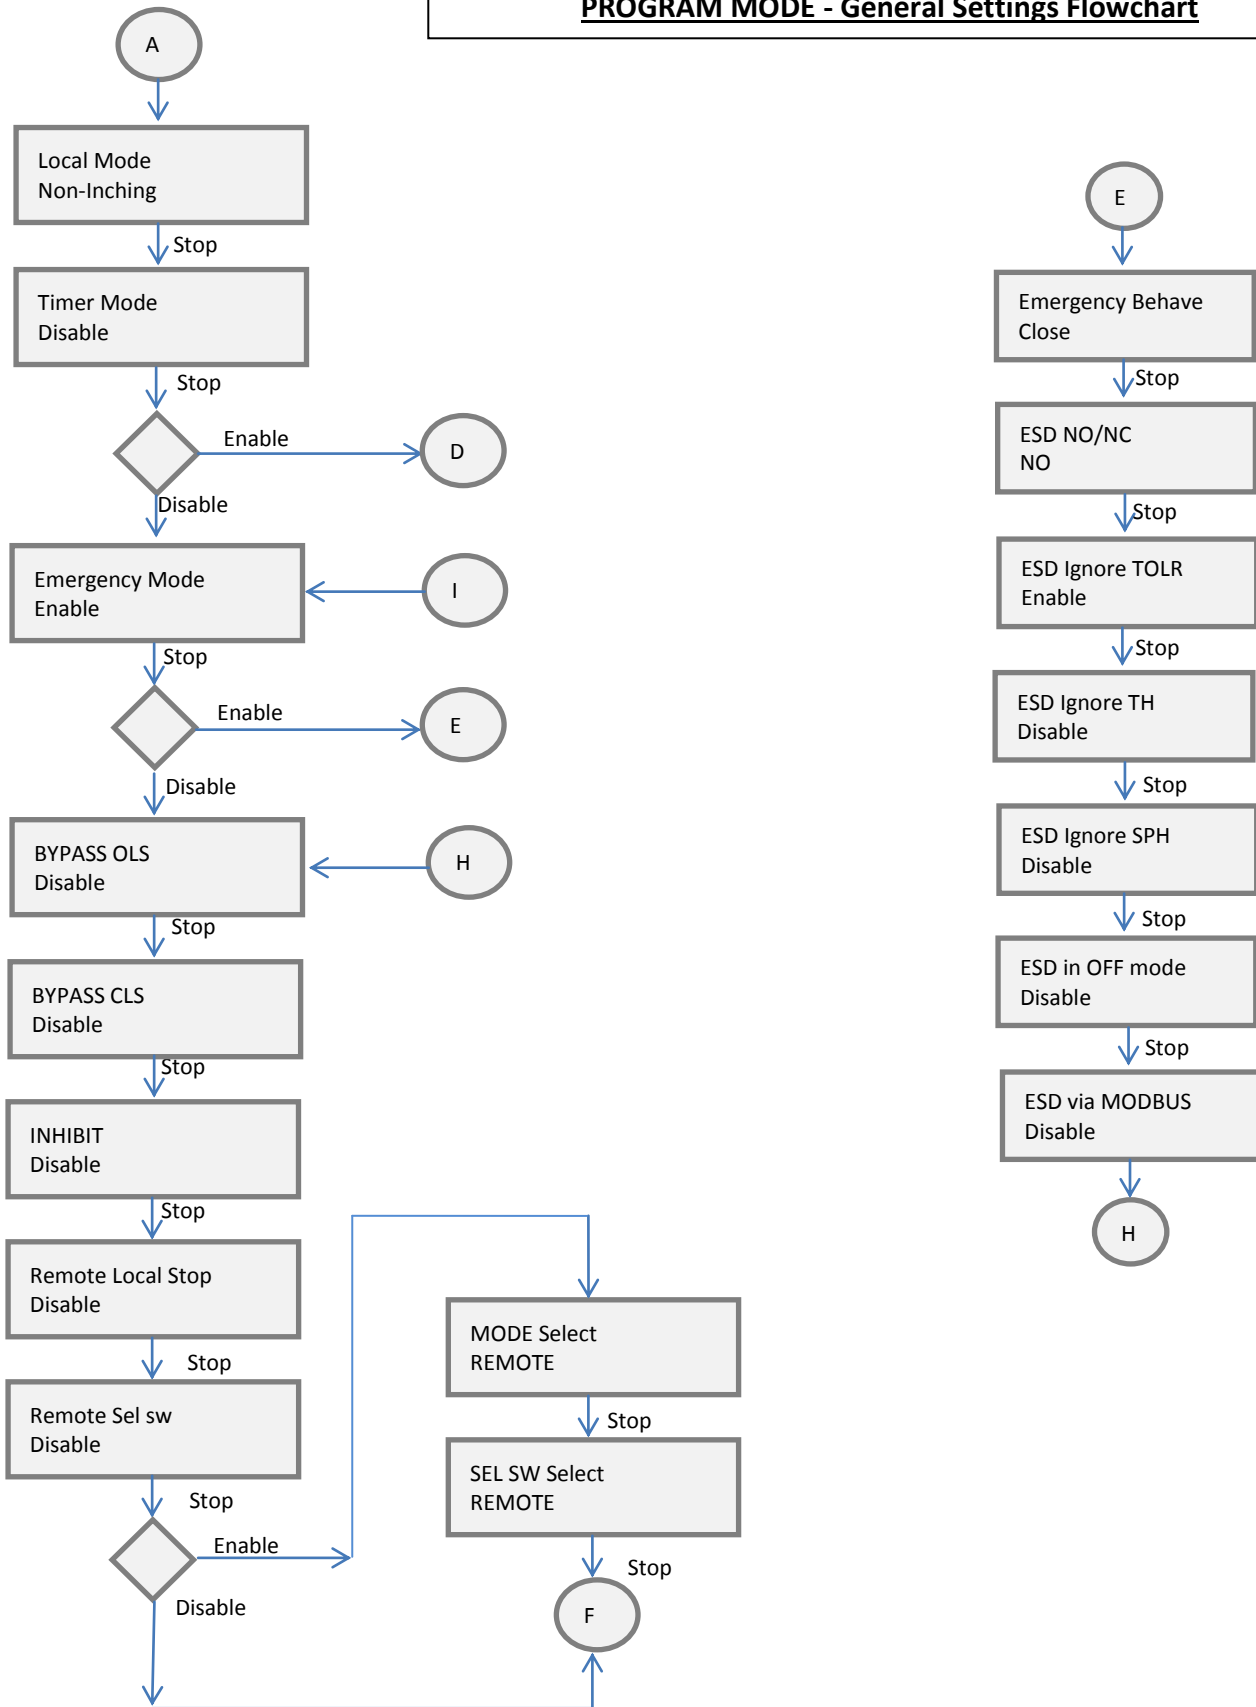 PROGRAM MODE - General Settings Flowchart
A
Local Mode
Non-Inching
Stop
Timer Mode
Disable
Stop
Enable
D
Disable
Emergency Mode
Enable
I
Stop
Enable
E
Disable
BYPASS OLS
Disable
H
Stop
BYPASS CLS
Disable
Stop
INHIBIT
Disable
Stop
Remote Local Stop
Disable
Stop
Remote Sel sw
Disable
Stop
Enable
Disable
MODE Select
REMOTE
Stop
SEL SW Select
REMOTE
Stop
F
E
Emergency Behave
Close
Stop
ESD NO/NC
NO
Stop
ESD Ignore TOLR
Enable
Stop
ESD Ignore TH
Disable
Stop
ESD Ignore SPH
Disable
Stop
ESD in OFF mode
Disable
Stop
ESD via MODBUS
Disable
H